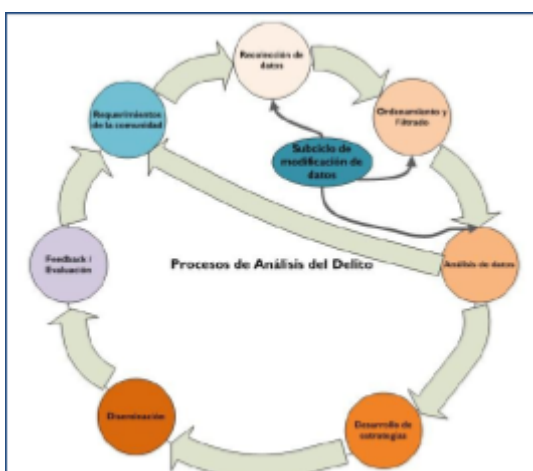 Recolección de
datos
Ordenamiento y
Filtrado
Requerimientos
de la comunidad
Subciclo de
modificación de
datos
Feedback /
Evaluación
Procesos de Análisis del Delito
Análisis de datos
Diseminación
Desarrollo de
estrategias